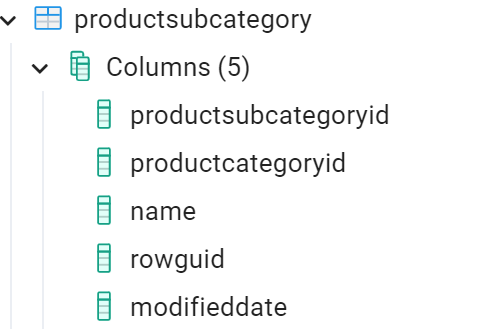 productsubcategory
Columns (5)
productsubcategoryid
productcategoryid
name
rowguid
modifieddate